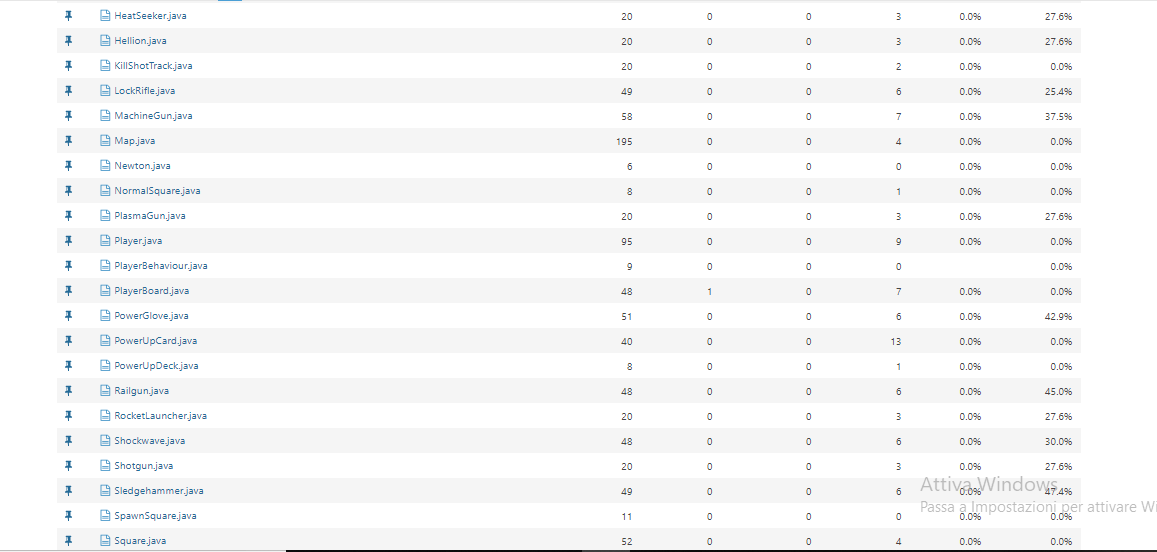 HeatSeeker.java 20 0 0 3 0.0% 27.6%
Hellion.java 20 0 0 3 0.0% 27.6%
KillShotTrack.java 20 0 0 2 0.0% 0.0%
LockRifle.java 49 0 0 6 0.0% 25.4%
MachineGun.java 58 0 0 7 0.0% 37.5%
Map.java 195 0 0 4 0.0% 0.0%
Newton.java 6 0 0 0 0.0% 0.0%
NormalSquare.java 8 0 0 1 0.0% 0.0%
PlasmaGun.java 20 0 0 3 0.0% 27.6%
Player.java 95 0 0 9 0.0% 0.0%
PlayerBehaviour.java 9 0 0 0 0.0%
PlayerBoard.java 48 1 0 7 0.0% 0.0%
PowerGlove.java 51 0 0 6 0.0% 42.9%
PowerUpCard.java 40 0 0 13 0.0% 0.0%
PowerUpDeck.java 8 0 0 1 0.0% 0.0%
Railgun.java 48 0 0 6 0.0% 45.0%
RocketLauncher.java 20 0 0 3 0.0% 27.6%
Shockwave.java 48 0 0 6 0.0% 30.0%
Shotgun.java 20 0 0 3 0.0% 27.6%
Attiva Windows
Sledgehammer.java 49 0 0 6 0.0% 47.4%
Passa a Impostazioni per attivare Wi
SpawnSquare.java 11 0 0 0 0.0% 0.0%
Square.java 52 0 0 4 0.0% 0.0%